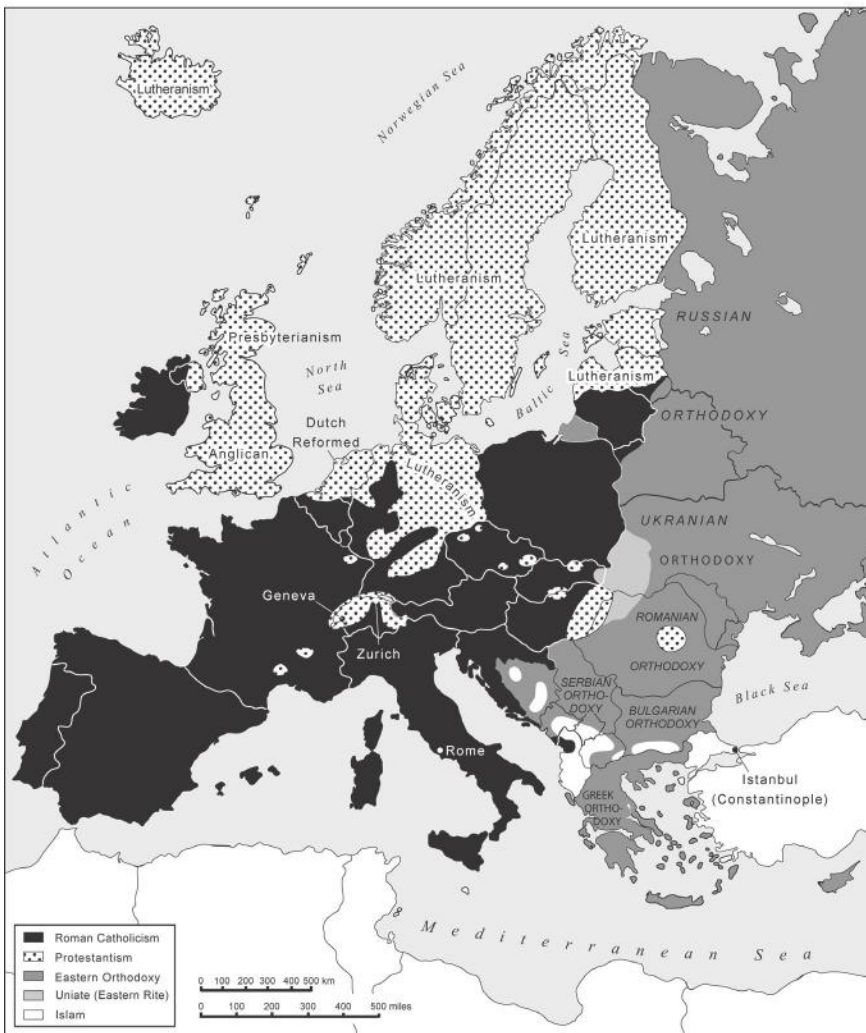 Lutheranism
Norwegian Sea
Lutheranism
Lutheranism
Presbyterianism
North
Sea
Baltic Sea
Lutheranism
RUSSIAN
ORTHODOXY
Dutch
Reformed
Anglican
Lutheranism
Atlantic
Ocean
UKRANIAN
ORTHODOXY
Geneva
Zurich
ROMANIAN
ORTHODOXY
SERBIAN
ORTHO-
DOXY
BULGARIAN
ORTHODOXY
Black Sea
Rome
Istanbul
(Constantinople)
GREEK
ORTHO-
DOXY
Mediterranean Sea
Roman Catholicism
Protestantism
Eastern Orthodoxy
Uniate (Eastern Rite)
Islam
0 100 200 300 400 500 km
0 100 200 300 400 500 miles